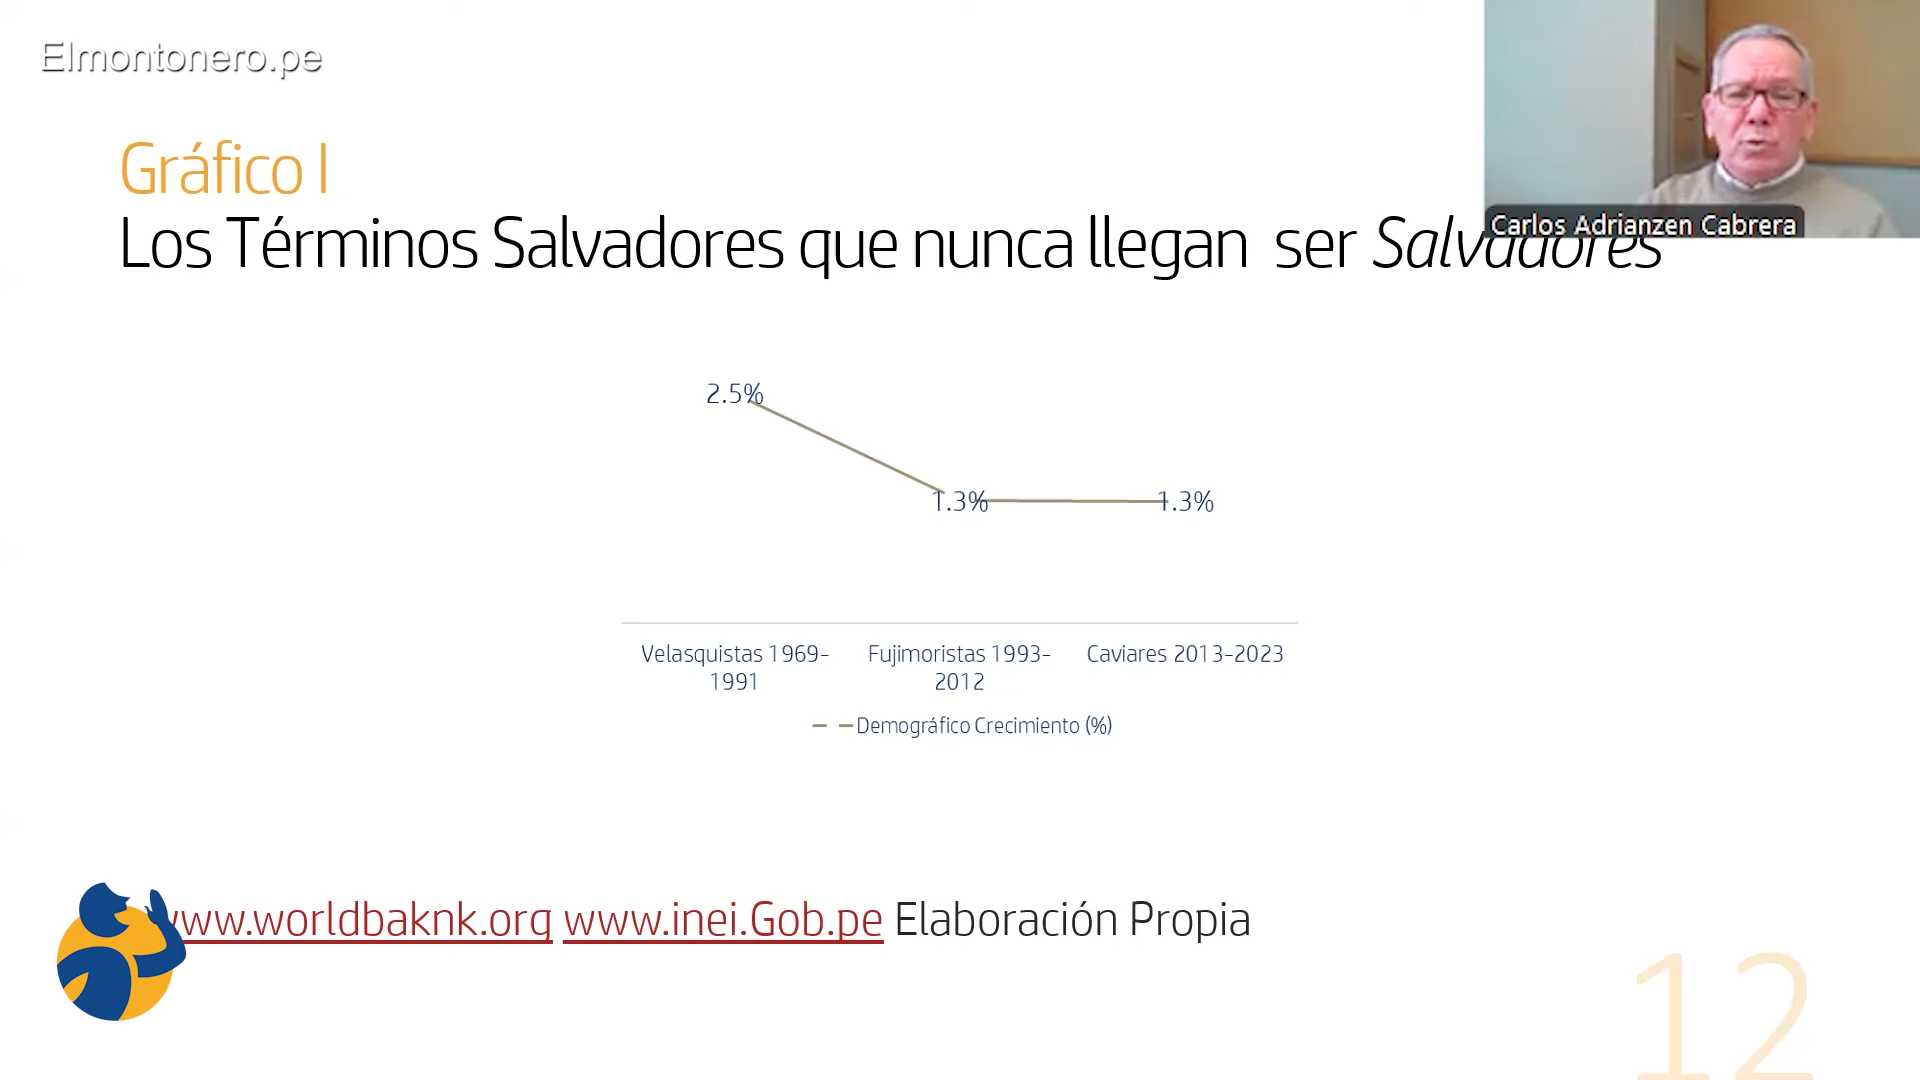 Elmontonero.pe
Carlos Adrianzen Cabrera
Gráfico I
Los Términos Salvadores que nunca llegan ser Salvadores
2.5%
1.3%
1.3%
Velasquistas 1969-
1991
Fujimoristas 1993-
2012
Caviares 2013-2023
Demográfico Crecimiento (%)
www.worldbaknk.org www.inei.Gob.pe Elaboración Propia
12